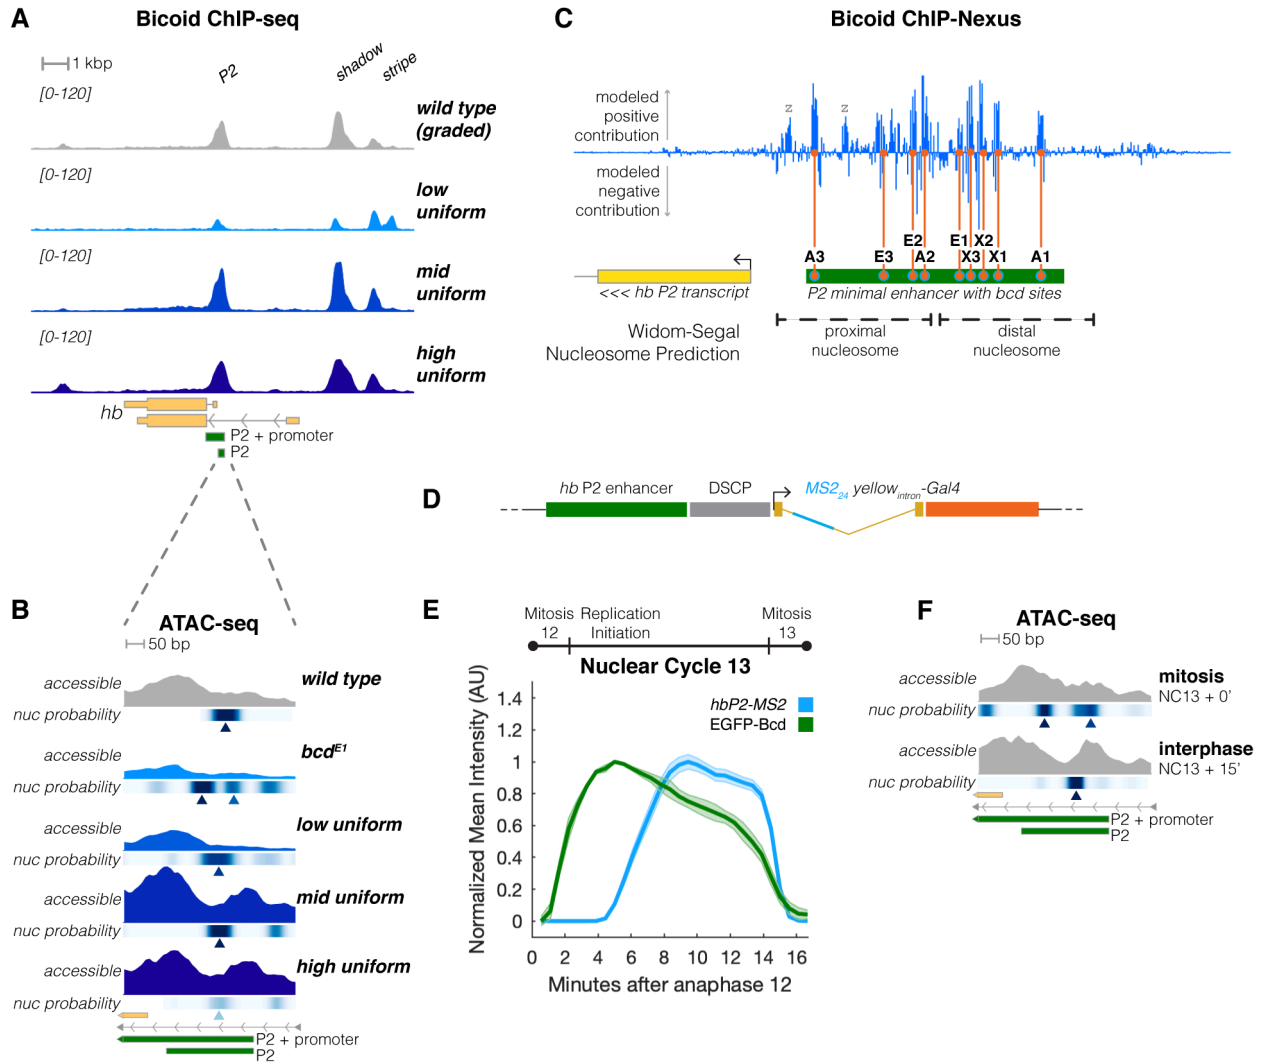 A
Bicoid ChIP-seq
1 kbp
P2
shadow
stripe
[0-120]
wild type
(graded)
[0-120]
low
uniform
[0-120]
mid
uniform
[0-120]
high
uniform
hb
P2 + promoter
P2
B
ATAC-seq
50 bp
accessible
wild type
nuc probability
accessible
bcdE1
nuc probability
accessible
low uniform
nuc probability
accessible
mid uniform
nuc probability
accessible
high uniform
nuc probability
P2 + promoter
P2
C
Bicoid ChIP-Nexus
modeled
positive
contribution
z
z
modeled
negative
contribution
E2
E1 X2
A3
E3
A2
X3 X1
A1
<<< hb P2 transcript
P2 minimal enhancer with bcd sites
Widom-Segal
Nucleosome Prediction
proximal
nucleosome
distal
nucleosome
D
hb P2 enhancer
DSCP
MS224 yellowintron-Gal4
E
Mitosis
12
Replication
Initiation
Mitosis
13
Nuclear Cycle 13
Normalized Mean Intensity (AU)
1.4
1.2
1
0.8
0.6
0.4
0.2
0
hbP2-MS2
EGFP-Bcd
0 2 4 6 8 10 12 14 16
Minutes after anaphase 12
F
ATAC-seq
50 bp
accessible
mitosis
nuc probability
NC13 + 0'
accessible
interphase
NC13 + 15'
nuc probability
P2 + promoter
P2